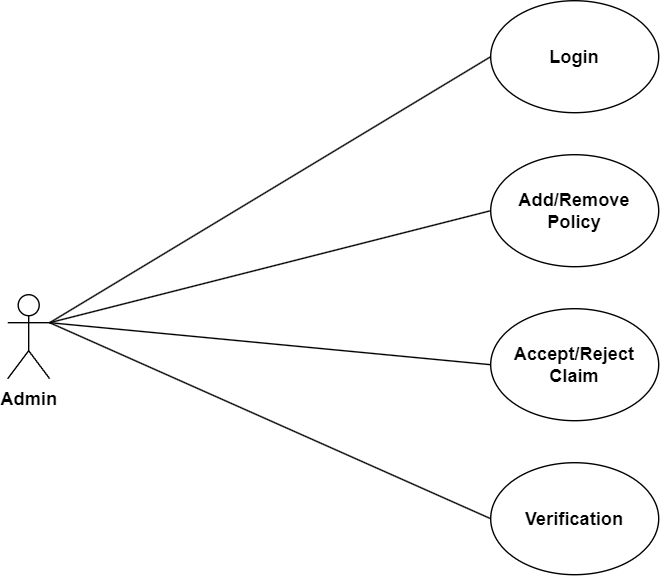 Login
Add/Remove
Policy
Accept/Reject
Claim
Admin
Verification